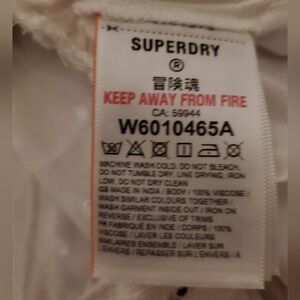 SUPERDRY
®
冒険魂
KEEP AWAY FROM FIRE
CA: 59944
W6010465A
MACHINE WASH COLD, DO NOT BLEACH,
DO NOT TUMBLE DRY, LINE DRYING, IRON
LOW, DO NOT DRY CLEAN
GB MADE IN INDIA / BODY / 100% VISCOSE /
WASH SIMILAR COLOURS TOGETHER /
WASH GARMENT INSIDE OUT / IRON ON
REVERSE / EXCLUSIVE OF TRIMS
FR FABRIQUÉ EN INDE / CORPS / 100%
VISCOSE / LAVER LES COULEURS
SIMILAIRES ENSEMBLE / LAVER SUR
L'ENVERS / REPASSER SUR L'ENVERS / À